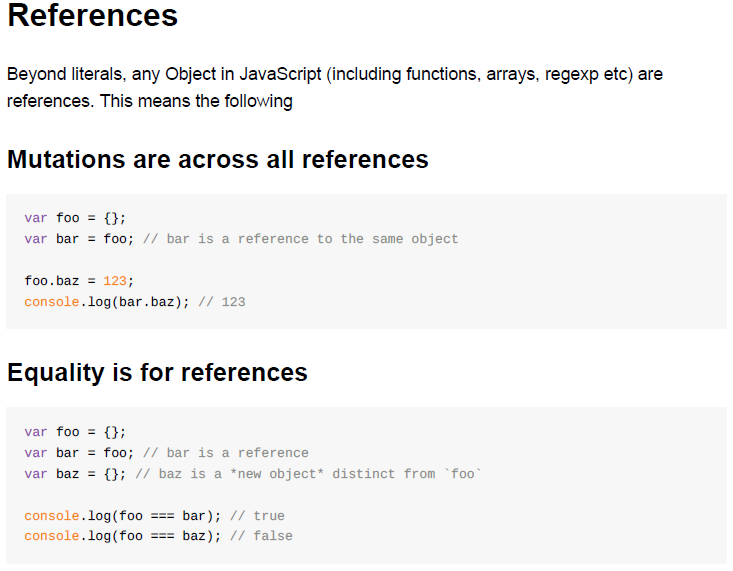 References
Beyond literals, any Object in JavaScript (including functions, arrays, regexp etc) are
references. This means the following
Mutations are across all references
var foo = {};
var bar = foo; // bar is a reference to the same object
foo.baz = 123;
console.log(bar.baz); // 123
Equality is for references
var foo = {};
var bar = foo; // bar is a reference
var baz = {}; // baz is a *new object* distinct from `foo`
console.log(foo === bar); // true
console.log(foo === baz); // false